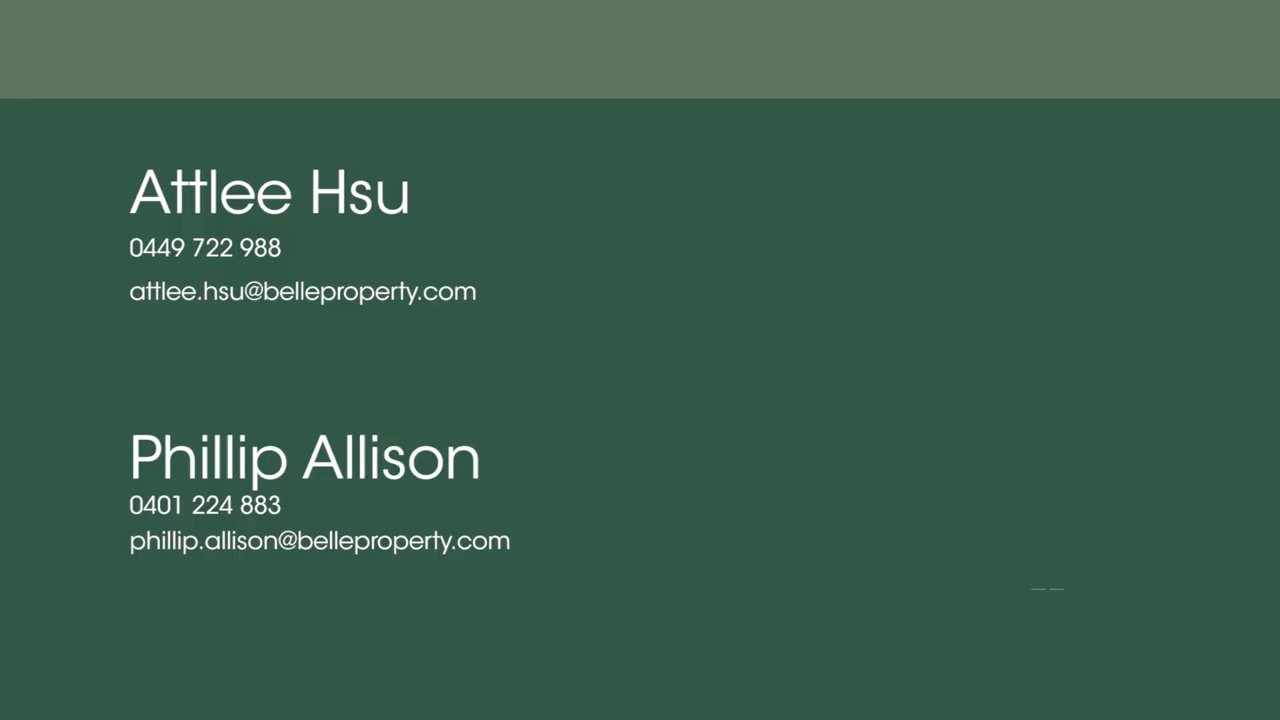 Attlee Hsu
0449 722 988
attlee.hsu@belleproperty.com
Phillip Allison
0401 224 883
phillip.allison@belleproperty.com